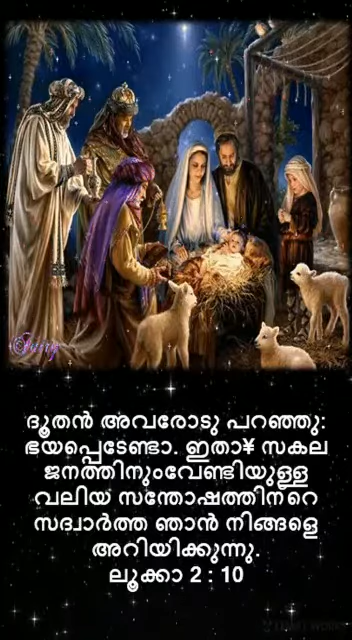 ദൂതൻ അവരോടു പറഞ്ഞു:
ഭയപ്പെടേണ്ടാ. ഇതാ¥ സകല
ജനത്തിനുംവേണ്ടിയുള്ള
വലിയ സന്തോഷത്തിന്റെ
സദ്വാർത്ത ഞാൻ നിങ്ങളെ
അറിയിക്കുന്നു.
ലൂക്കാ 2 : 10